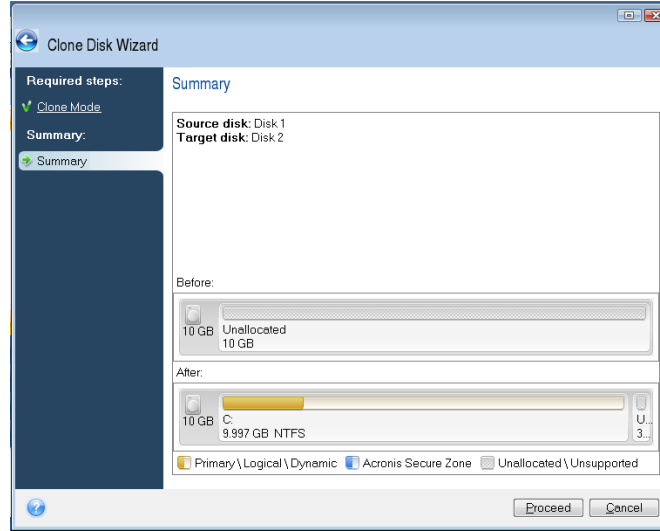 Clone Disk Wizard
Required steps:
Clone Mode
Summary:
Summary
Summary
Source disk: Disk 1
Target disk: Disk 2
Before:
10 GB
Unallocated
10 GB
After:
10 GB
C:
9.997 GB NTFS
U...
3...
Primary \ Logical \ Dynamic Acronis Secure Zone Unallocated \ Unsupported
Proceed Cancel